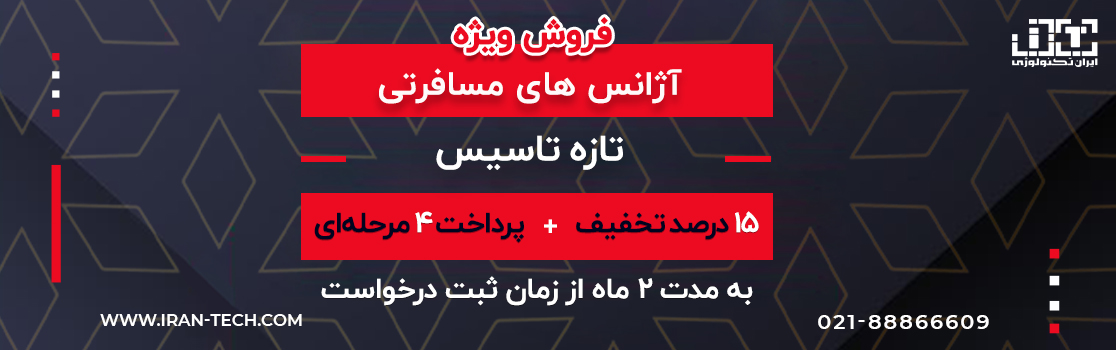 فروش ویژه
ایران تکنولوژی
آژانس های مسافرتی
تازه تاسیس
۱۵ درصد تخفیف + پرداخت ۴ مرحله‌ای
به مدت ۲ ماه از زمان ثبت درخواست
WWW.IRAN-TECH.COM
021-88866609